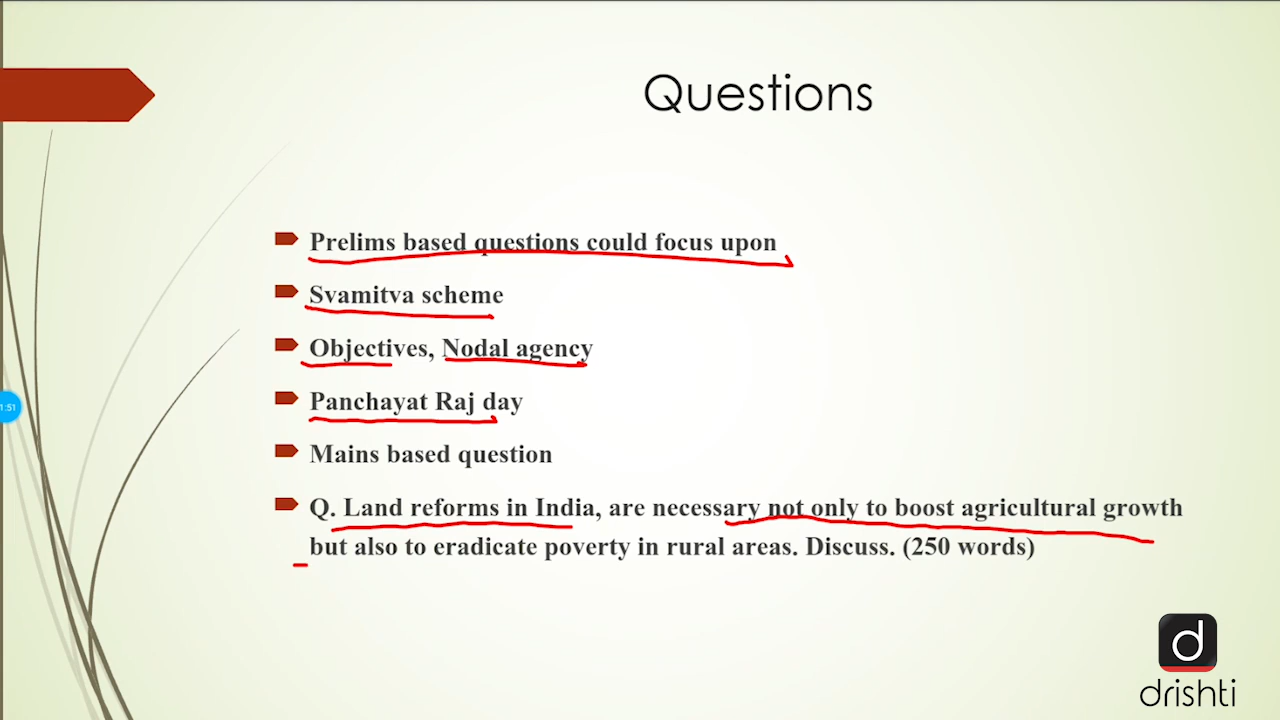 Questions
Prelims based questions could focus upon
Svamitva scheme
Objectives, Nodal agency
Panchayat Raj day
Mains based question
Q. Land reforms in India, are necessary not only to boost agricultural growth
but also to eradicate poverty in rural areas. Discuss. (250 words)
1:51
d
drishti